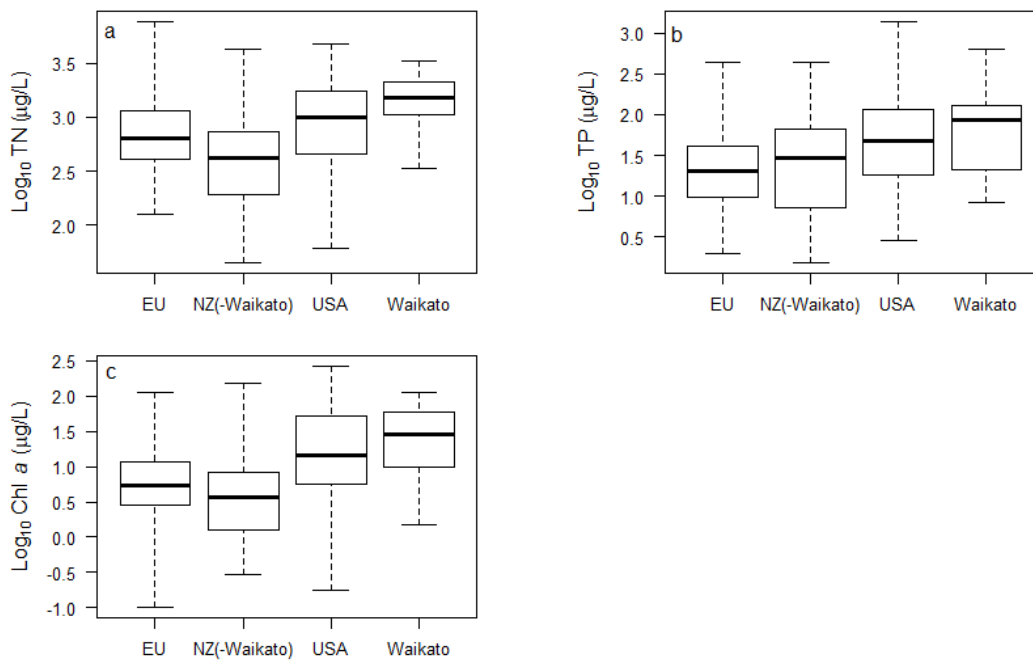 a
Log10 TN (µg/L)
3.5
3.0
2.5
2.0
EU NZ(-Waikato) USA Waikato
b
Log10 TP (µg/L)
3.0
2.5
2.0
1.5
1.0
0.5
EU NZ(-Waikato) USA Waikato
c
Log10 Chl a (µg/L)
2.5
2.0
1.5
1.0
0.5
0.0
-0.5
-1.0
EU NZ(-Waikato) USA Waikato